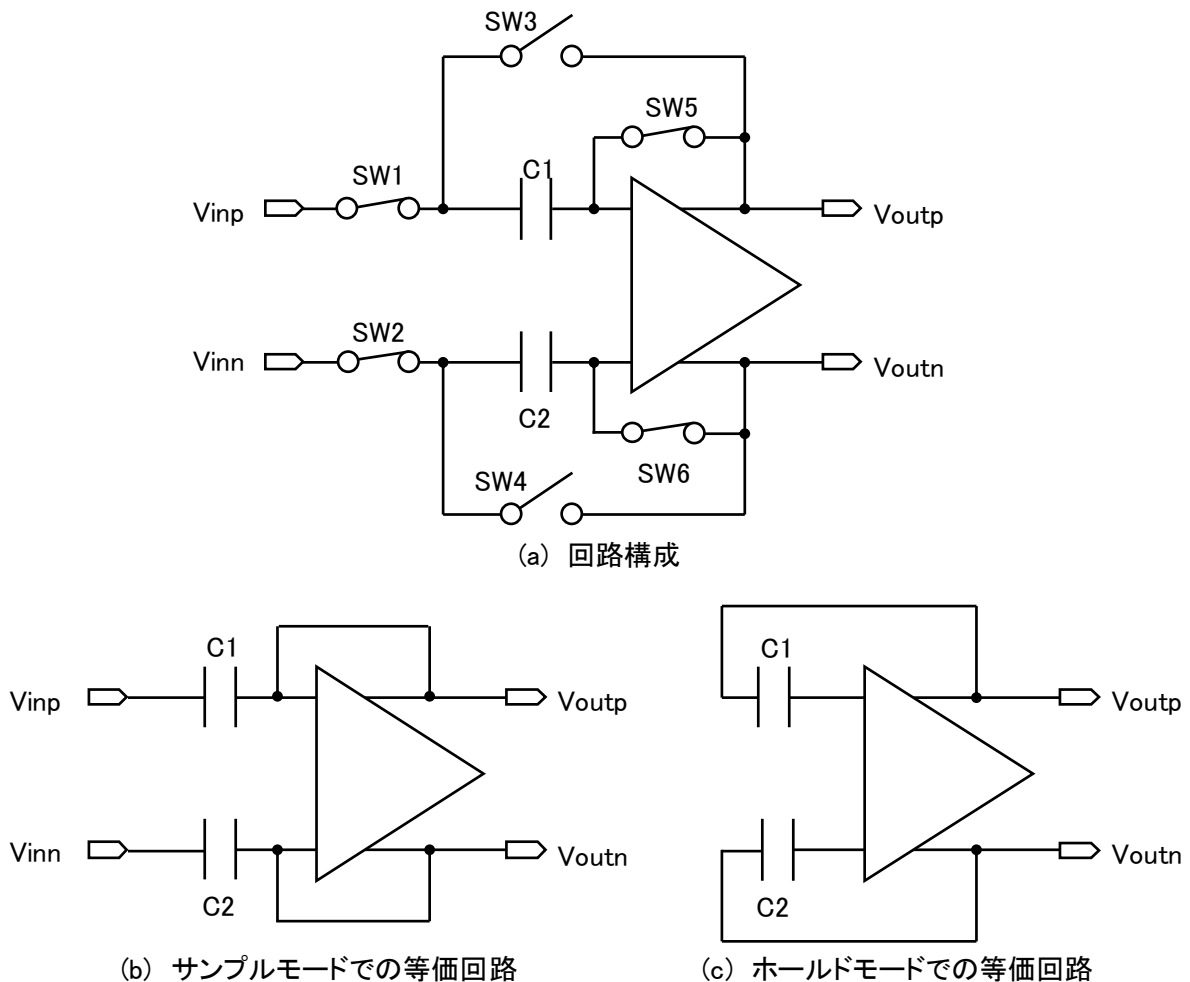 SW3
SW5
C1
SW1
Vinp
Voutp
SW2
Vinn
Voutn
C2
SW6
SW4
(a) 回路構成
C1
Vinp
Voutp
Vinn
Voutn
C2
(b) サンプルモードでの等価回路
C1
Voutp
Voutn
C2
(c) ホールドモードでの等価回路